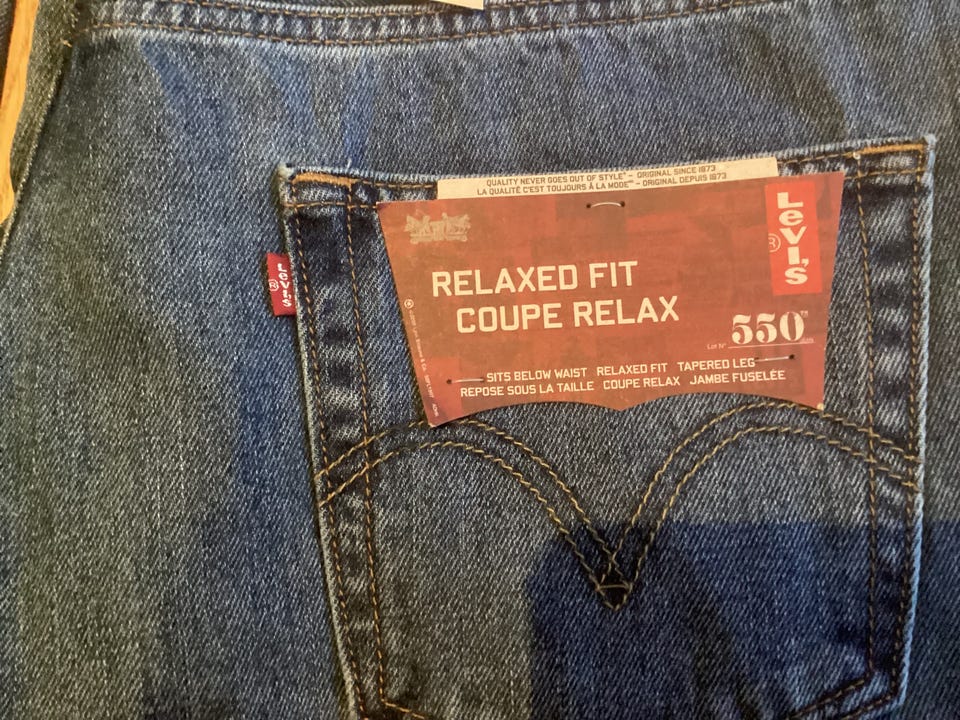 QUALITY NEVER GOES OUT OF STYLE™ – ORIGINAL SINCE 1873
LA QUALITÉ C'EST TOUJOURS À LA MODE™ – ORIGINAL DEPUIS 1873
Levi's
®
RELAXED FIT
COUPE RELAX
Lot N° 550™
SITS BELOW WAIST RELAXED FIT TAPERED LEG
REPOSE SOUS LA TAILLE COUPE RELAX JAMBE FUSELÉE
Levi's
®